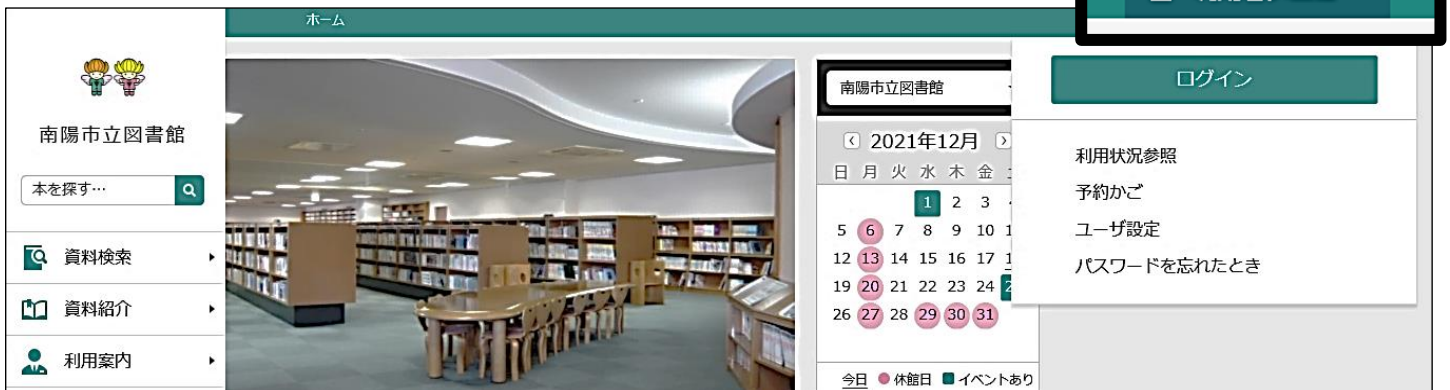 ホーム
南陽市立図書館
本を探す…
資料検索
資料紹介
利用案内
南陽市立図書館
2021年12月
日 月 火 水 木 金
1 2 3
5 6 7 8 9 10
12 13 14 15 16 17
19 20 21 22 23 24
26 27 28 29 30 31
今日 休館日 イベントあり
ログイン
利用状況参照
予約かご
ユーザ設定
パスワードを忘れたとき